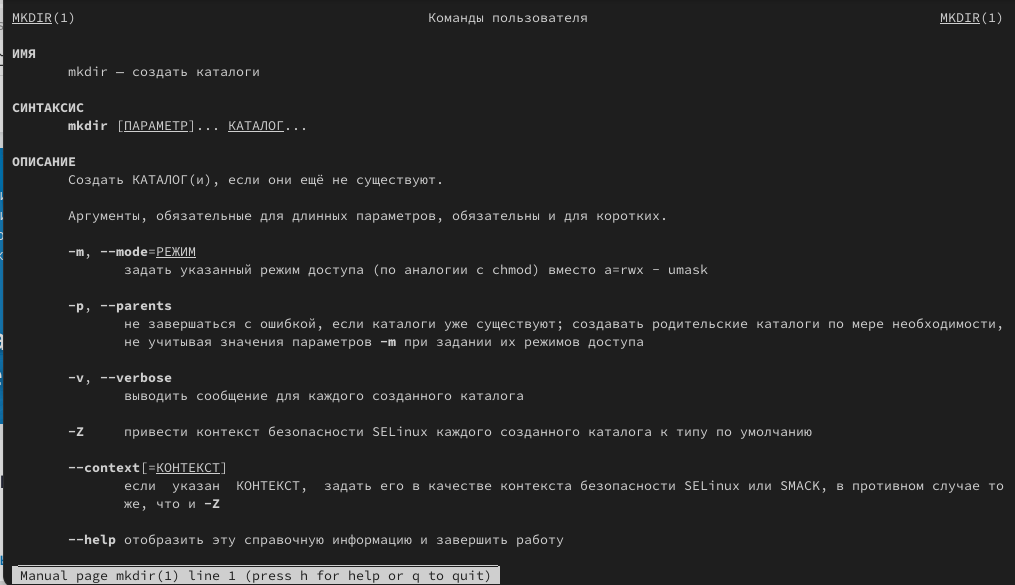 MKDIR(1) Команды пользователя MKDIR(1)
ИМЯ
mkdir — создать каталоги
СИНТАКСИС
mkdir [ПАРАМЕТР]... КАТАЛОГ...
ОПИСАНИЕ
Создать КАТАЛОГ(и), если они ещё не существуют.
Аргументы, обязательные для длинных параметров, обязательны и для коротких.
-m, --mode=РЕЖИМ
задать указанный режим доступа (по аналогии с chmod) вместо a=rwx - umask
-p, --parents
не завершаться с ошибкой, если каталоги уже существуют; создавать родительские каталоги по мере необходимости,
не учитывая значения параметров -m при задании их режимов доступа
-v, --verbose
выводить сообщение для каждого созданного каталога
-Z привести контекст безопасности SELinux каждого созданного каталога к типу по умолчанию
--context[=КОНТЕКСТ]
если указан КОНТЕКСТ, задать его в качестве контекста безопасности SELinux или SMACK, в противном случае то
же, что и -Z
--help отобразить эту справочную информацию и завершить работу
Manual page mkdir(1) line 1 (press h for help or q to quit)